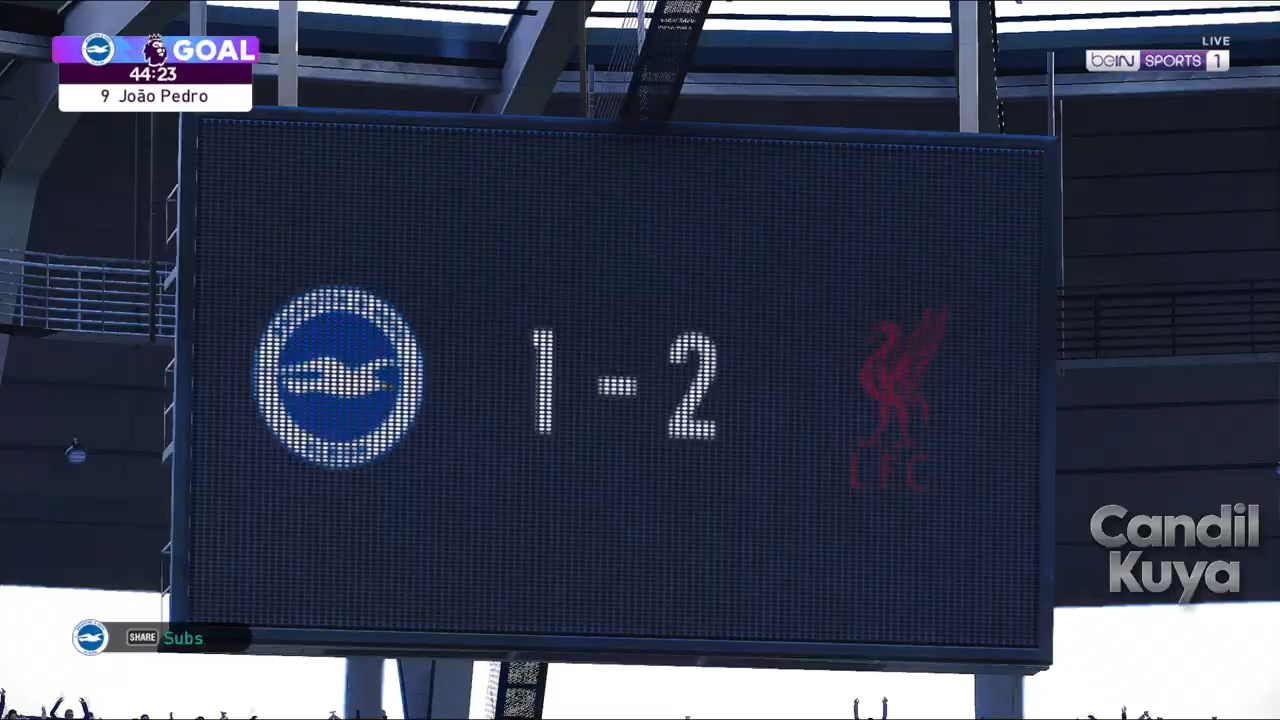 GOAL
44:23
9 João Pedro
LIVE
beIN SPORTS 1
1 - 2
LFC
Candil
Kuya
SHARE Subs